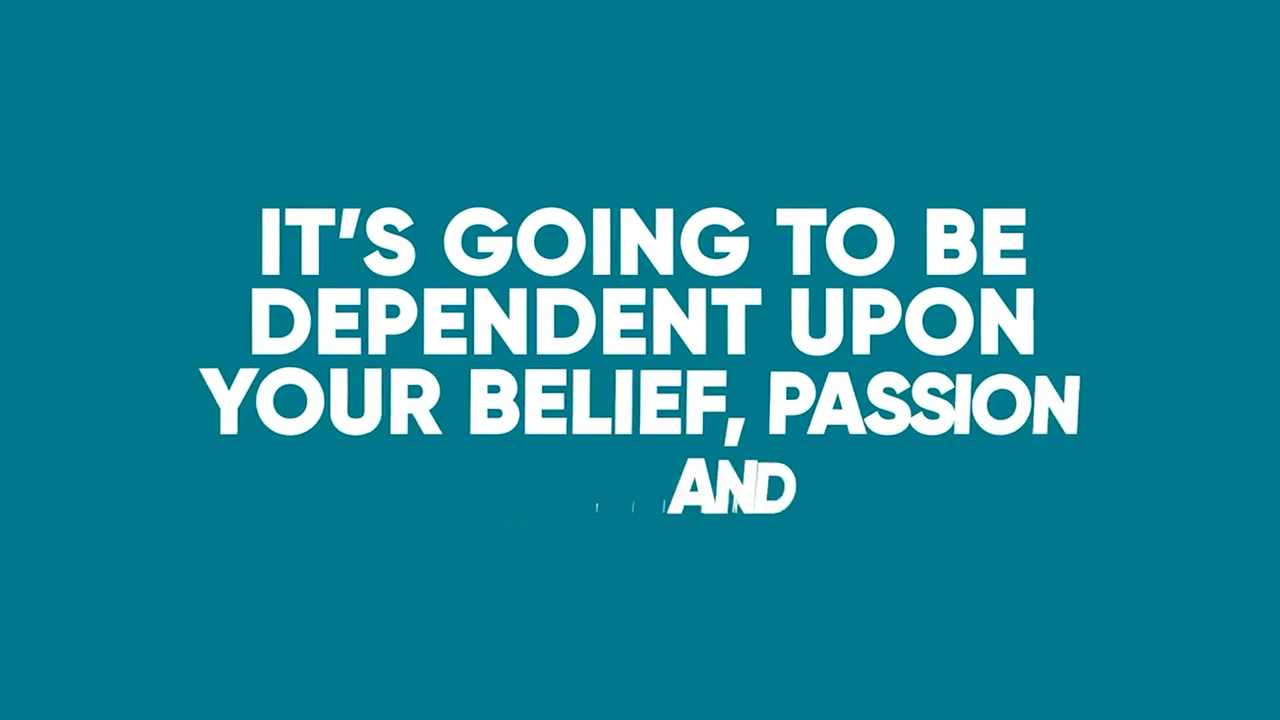 IT'S GOING TO BE
DEPENDENT UPON
YOUR BELIEF, PASSION
AND